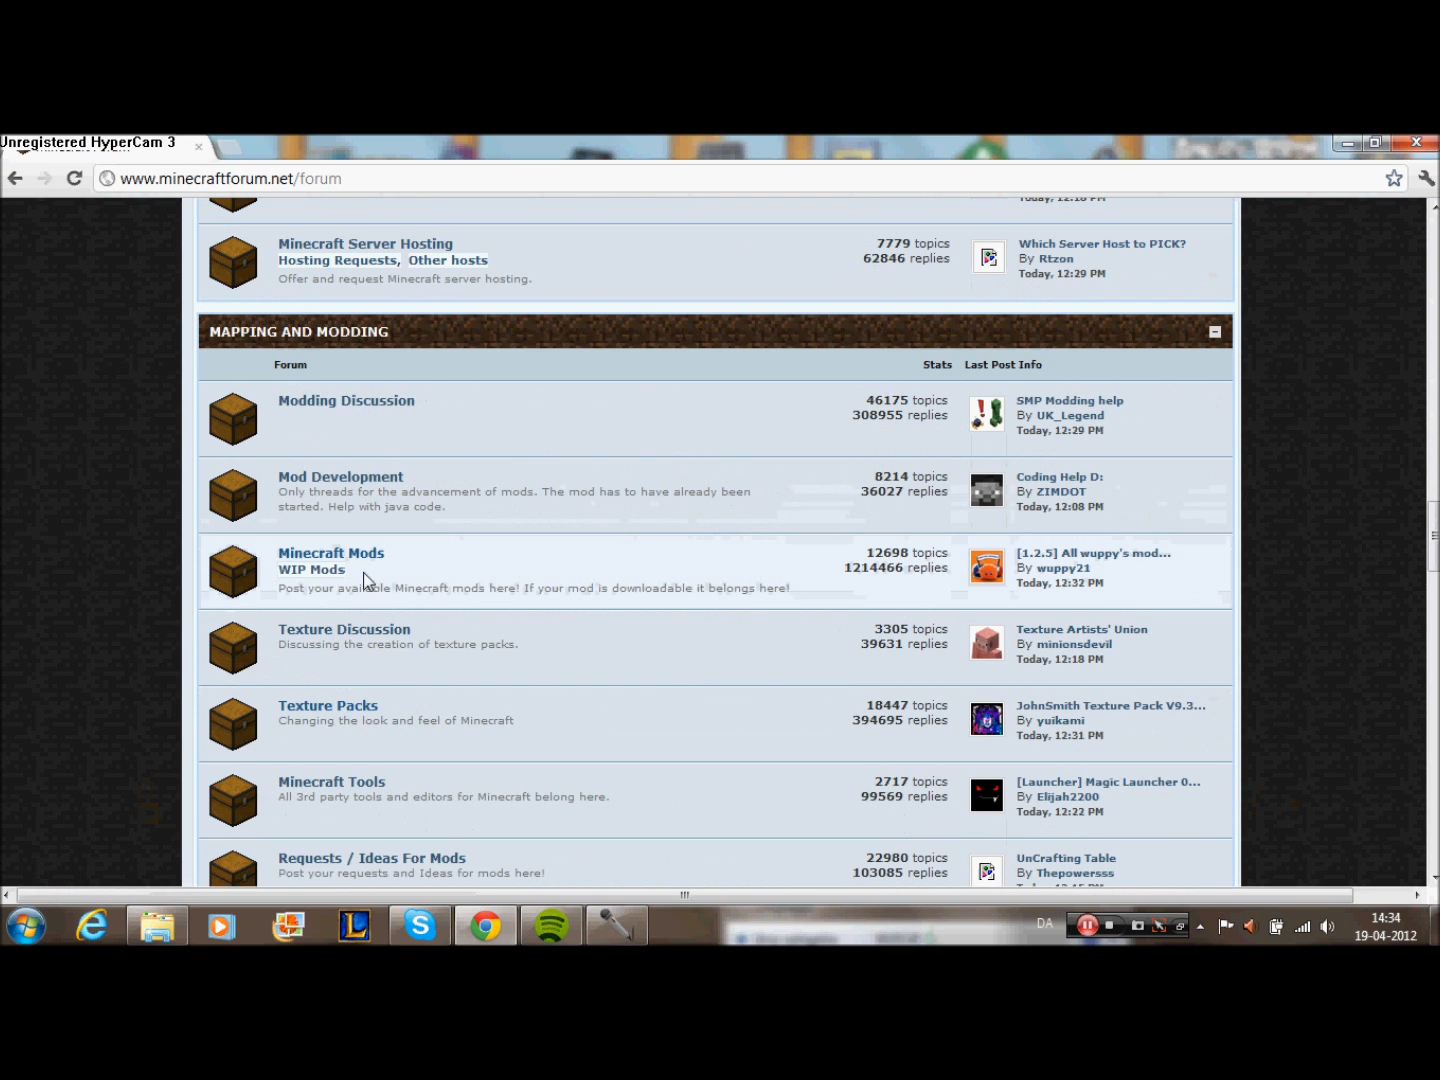 Unregistered HyperCam 3
www.minecraftforum.net/forum
Today, 12:18 PM
Minecraft Server Hosting
Hosting Requests, Other hosts
Offer and request Minecraft server hosting.
7779 topics
62846 replies
Which Server Host to PICK?
By Rtzon
Today, 12:29 PM
MAPPING AND MODDING
Forum Stats Last Post Info
Modding Discussion
46175 topics
308955 replies
SMP Modding help
By UK_Legend
Today, 12:29 PM
Mod Development
Only threads for the advancement of mods. The mod has to have already been
started. Help with java code.
8214 topics
36027 replies
Coding Help D:
By ZIMDOT
Today, 12:08 PM
Minecraft Mods
WIP Mods
Post your available Minecraft mods here! If your mod is downloadable it belongs here!
12698 topics
1214466 replies
[1.2.5] All wuppy's mod...
By wuppy21
Today, 12:32 PM
Texture Discussion
Discussing the creation of texture packs.
3305 topics
39631 replies
Texture Artists' Union
By minionsdevil
Today, 12:18 PM
Texture Packs
Changing the look and feel of Minecraft
18447 topics
394695 replies
JohnSmith Texture Pack V9.3...
By yuikami
Today, 12:31 PM
Minecraft Tools
All 3rd party tools and editors for Minecraft belong here.
2717 topics
99569 replies
[Launcher] Magic Launcher 0...
By Elijah2200
Today, 12:22 PM
Requests / Ideas For Mods
Post your requests and Ideas for mods here!
22980 topics
103085 replies
UnCrafting Table
By Thepowersss
DA
14:34
19-04-2012